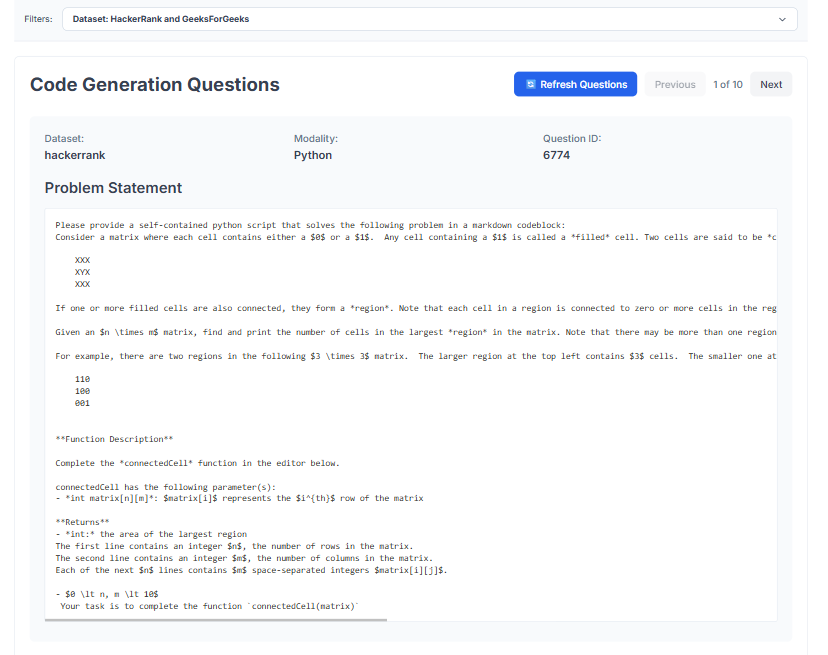 Filters:
Dataset: HackerRank and GeeksForGeeks
Code Generation Questions
Refresh Questions
Previous
1 of 10
Next
Dataset:
hackerrank
Modality:
Python
Question ID:
6774
Problem Statement
Please provide a self-contained python script that solves the following problem in a markdown codeblock:
Consider a matrix where each cell contains either a $0$ or a $1$.  Any cell containing a $1$ is called a *filled* cell. Two cells are said to be *c
XXX
XYX
XXX
If one or more filled cells are also connected, they form a *region*. Note that each cell in a region is connected to zero or more cells in the reg
Given an $n \times m$ matrix, find and print the number of cells in the largest *region* in the matrix. Note that there may be more than one region
For example, there are two regions in the following $3 \times 3$ matrix.  The larger region at the top left contains $3$ cells.  The smaller one at
110
100
001
**Function Description**
Complete the *connectedCell* function in the editor below.
connectedCell has the following parameter(s):
- *int matrix[n][m]*: $matrix[i]$ represents the $i^{th}$ row of the matrix
**Returns**
- *int:* the area of the largest region
The first line contains an integer $n$, the number of rows in the matrix.
The second line contains an integer $m$, the number of columns in the matrix.
Each of the next $n$ lines contains $m$ space-separated integers $matrix[i][j]$.
- $0 \lt n, m \lt 10$
Your task is to complete the function `connectedCell(matrix)`